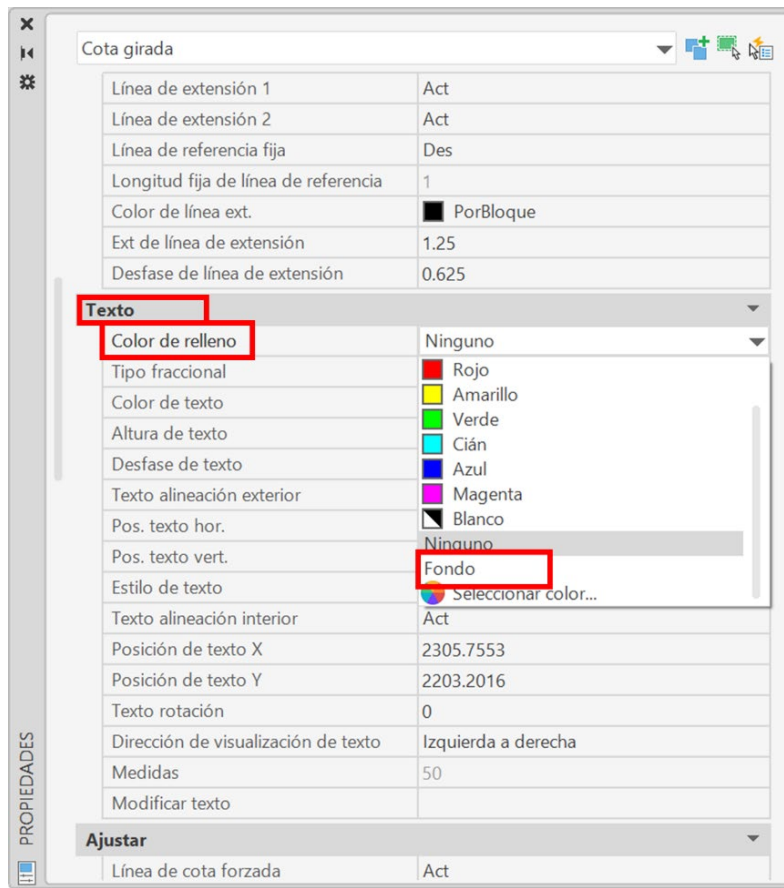 Cota girada
Línea de extensión 1 Act
Línea de extensión 2 Act
Línea de referencia fija Des
Longitud fija de línea de referencia 1
Color de línea ext. PorBloque
Ext de línea de extensión 1.25
Desfase de línea de extensión 0.625
Texto
Color de relleno Ninguno
Tipo fraccional Rojo
Amarillo
Color de texto Verde
Altura de texto Cián
Desfase de texto Azul
Texto alineación exterior Magenta
Pos. texto hor. Blanco
Ninguno
Pos. texto vert. Fondo
Estilo de texto Seleccionar color...
Texto alineación interior Act
Posición de texto X 2305.7553
Posición de texto Y 2203.2016
Texto rotación 0
Dirección de visualización de texto Izquierda a derecha
Medidas 50
Modificar texto
Ajustar
Línea de cota forzada Act
PROPIEDADES